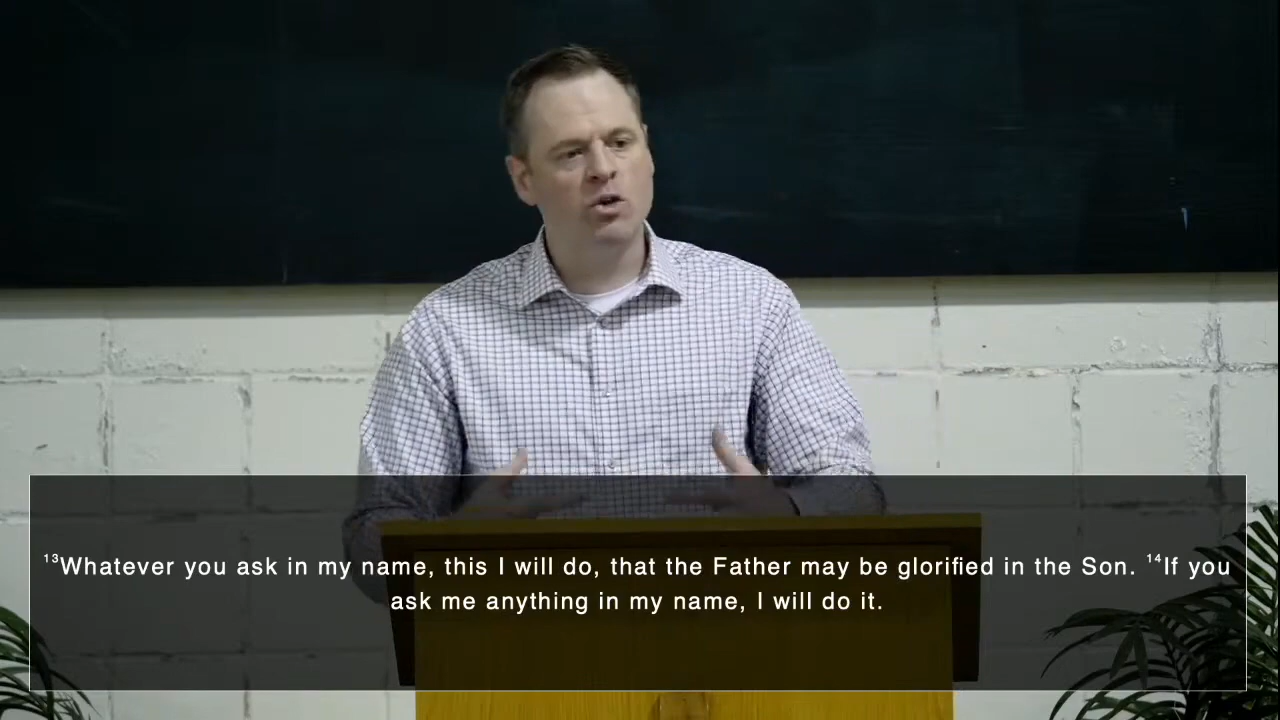 ¹³Whatever you ask in my name, this I will do, that the Father may be glorified in the Son. ¹⁴If you
ask me anything in my name, I will do it.